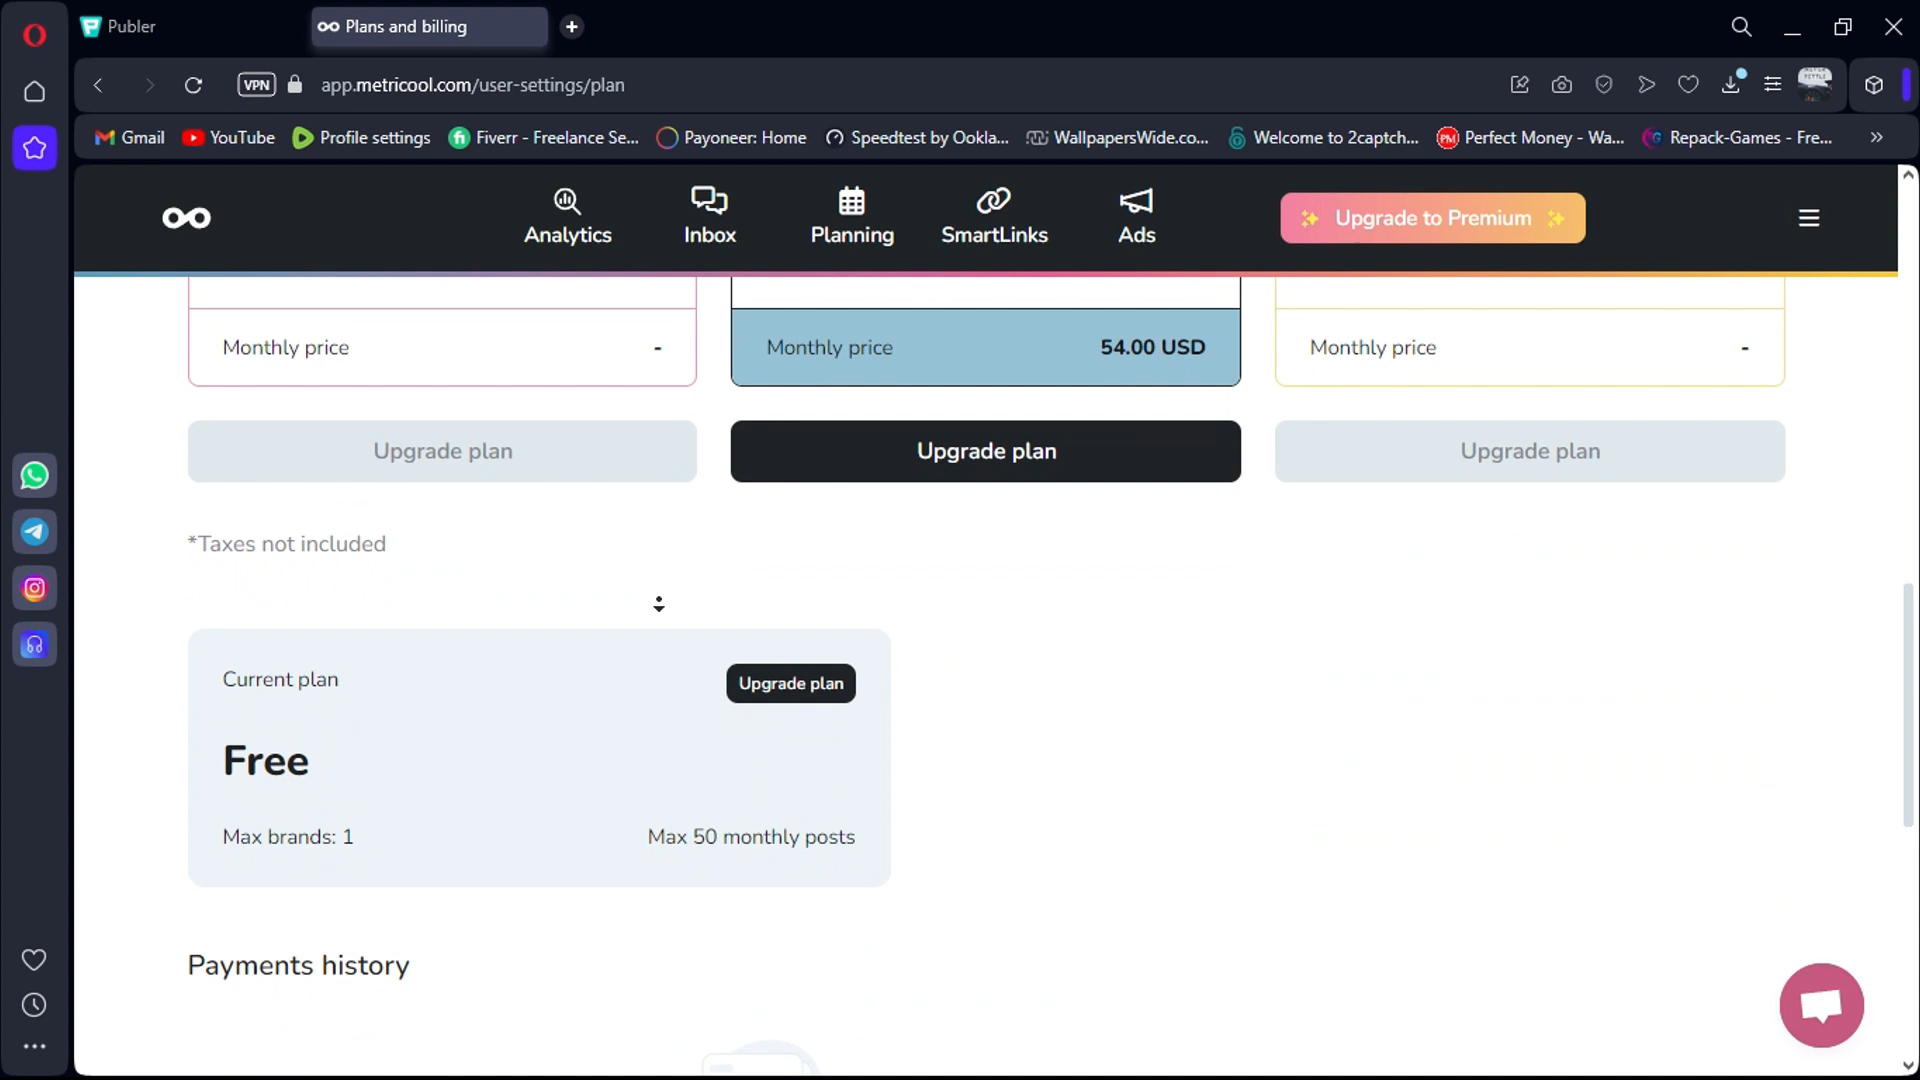 Publer
Plans and billing
VPN
app.metricool.com/user-settings/plan
Gmail
YouTube
Profile settings
Fiverr - Freelance Se...
Payoneer: Home
Speedtest by Ookla...
WallpapersWide.co...
Welcome to 2captch...
Perfect Money - Wa...
Repack-Games - Fre...
Analytics
Inbox
Planning
SmartLinks
Ads
Upgrade to Premium
Monthly price -
Monthly price 54.00 USD
Monthly price -
Upgrade plan
Upgrade plan
Upgrade plan
*Taxes not included
Current plan
Upgrade plan
Free
Max brands: 1
Max 50 monthly posts
Payments history